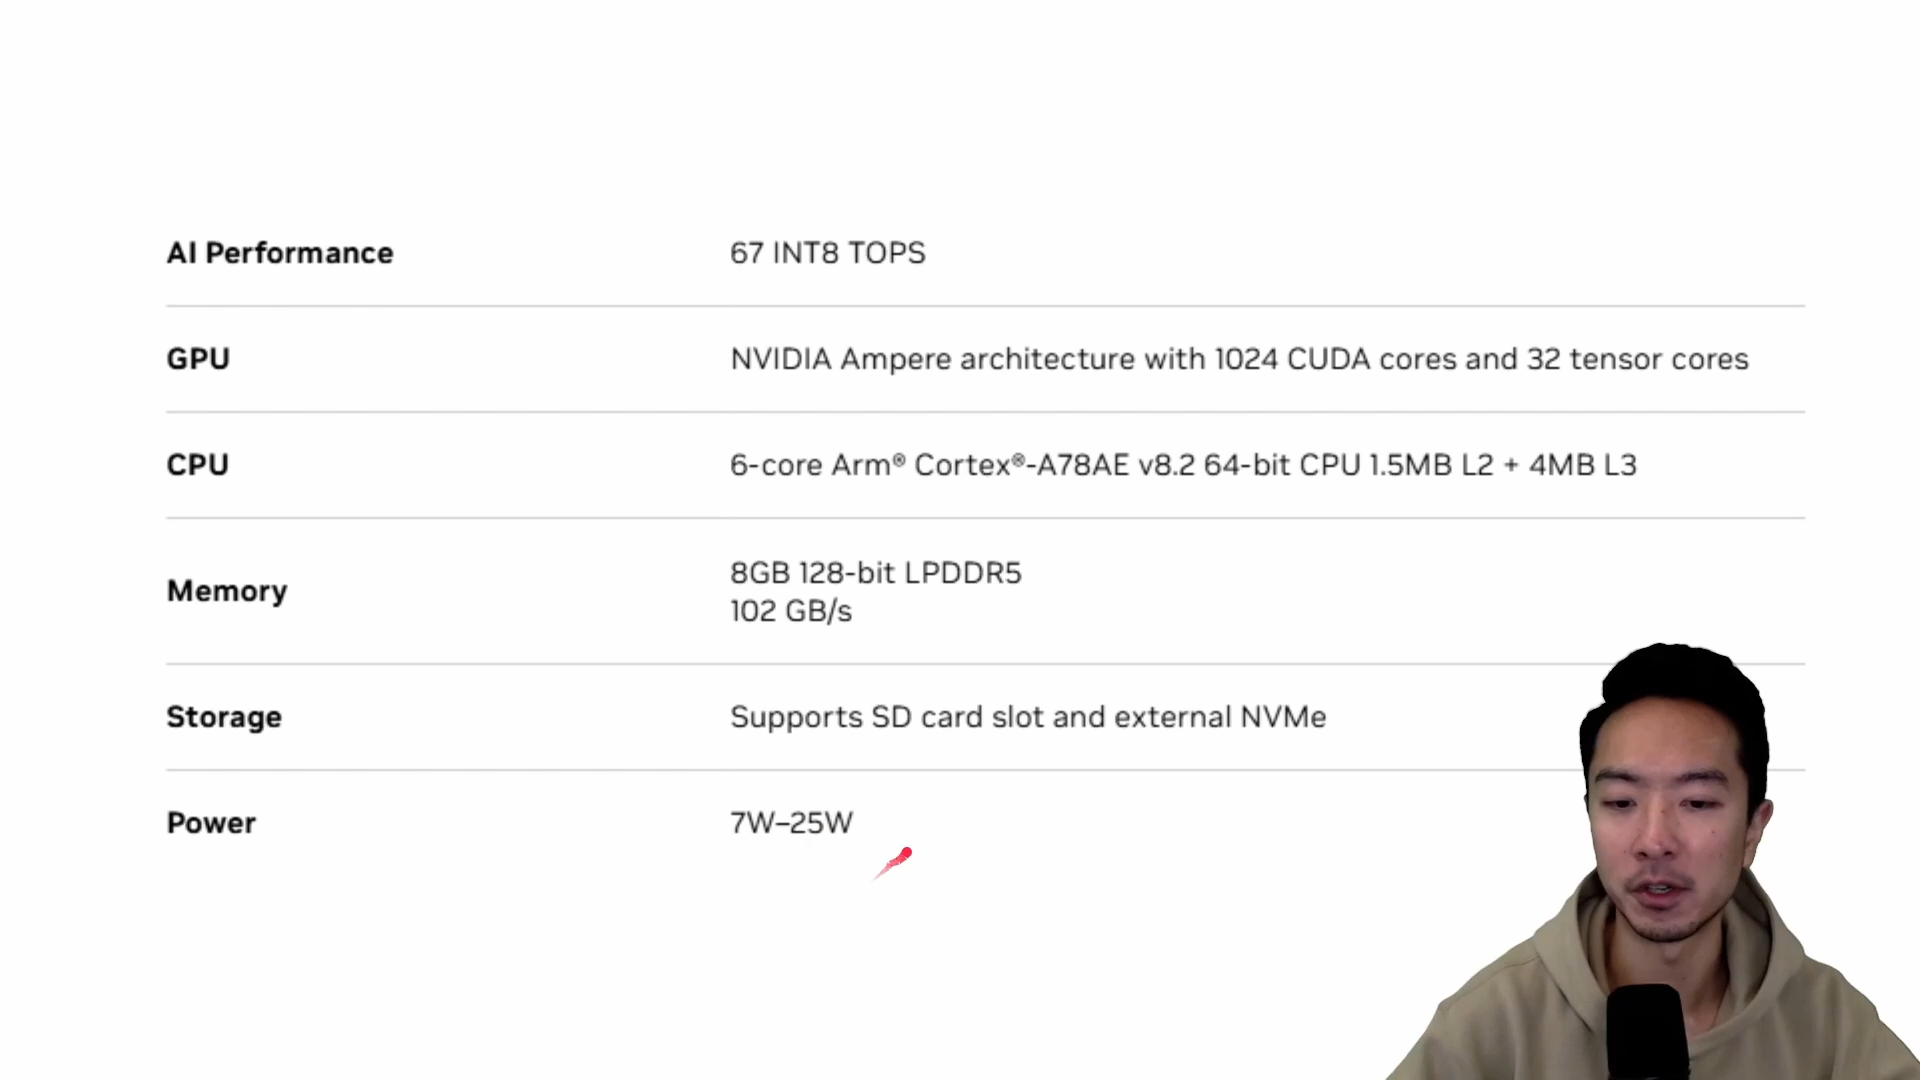 AI Performance 67 INT8 TOPS
GPU NVIDIA Ampere architecture with 1024 CUDA cores and 32 tensor cores
CPU 6-core Arm® Cortex®-A78AE v8.2 64-bit CPU 1.5MB L2 + 4MB L3
Memory 8GB 128-bit LPDDR5
102 GB/s
Storage Supports SD card slot and external NVMe
Power 7W–25W